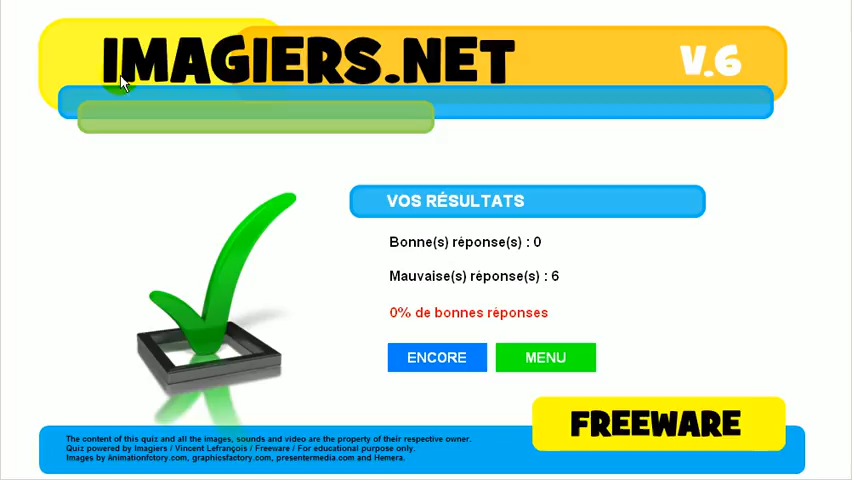 IMAGIERS.NET
V.6
VOS RÉSULTATS
Bonne(s) réponse(s) : 0
Mauvaise(s) réponse(s) : 6
0% de bonnes réponses
ENCORE
MENU
FREEWARE
The content of this quiz and all the images, sounds and video are the property of their respective owner.
Quiz powered by Imagiers / Vincent Lefrançois / Freeware / For educational purpose only.
Images by Animationfctory.com, graphicsfactory.com, presentermedia.com and Hemera.